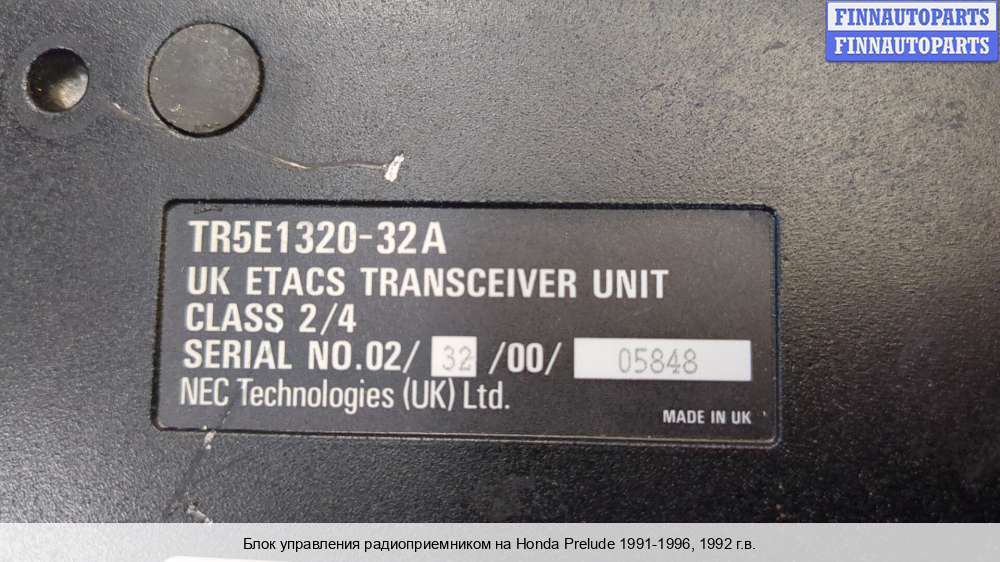 FINNAUTOPARTS
FINNAUTOPARTS
TR5E1320-32A
UK ETACS TRANSCEIVER UNIT
CLASS 2/4
SERIAL NO.02/ 32 /00/ 05848
NEC Technologies (UK) Ltd.
MADE IN UK
Блок управления радиоприемником на Honda Prelude 1991-1996, 1992 г.в.